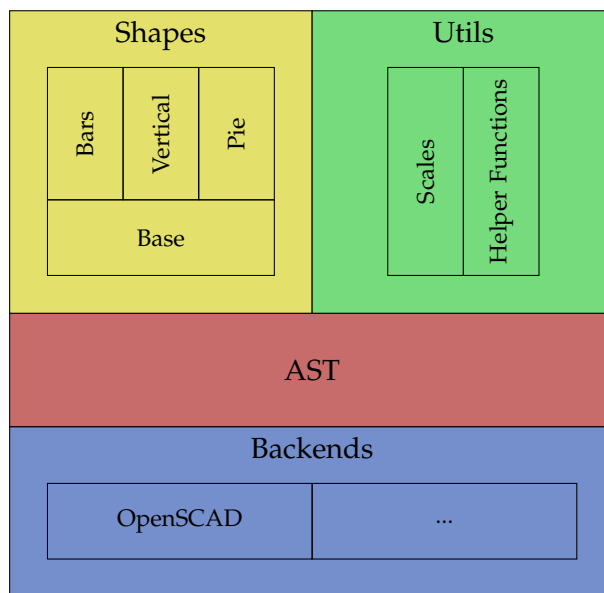 Shapes
Utils
Bars
Vertical
Pie
Base
Scales
Helper Functions
AST
Backends
OpenSCAD
...